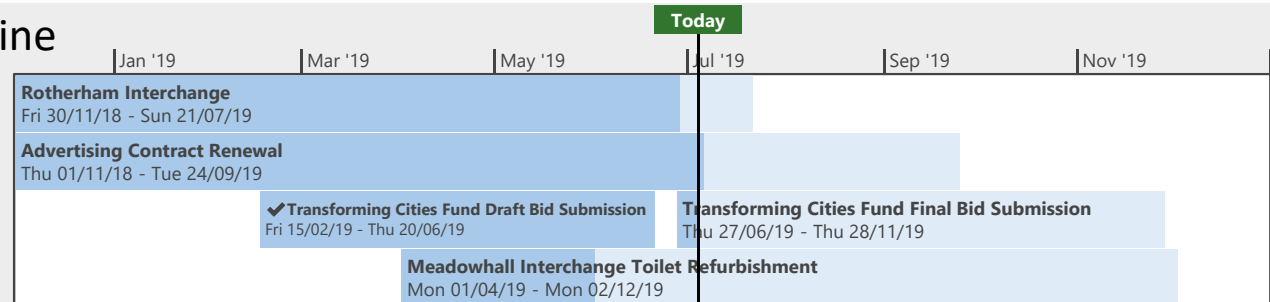 ine
Today
Jan '19 Mar '19 May '19 Jul '19 Sep '19 Nov '19
Rotherham Interchange
Fri 30/11/18 - Sun 21/07/19
Advertising Contract Renewal
Thu 01/11/18 - Tue 24/09/19
✔Transforming Cities Fund Draft Bid Submission
Fri 15/02/19 - Thu 20/06/19
Transforming Cities Fund Final Bid Submission
Thu 27/06/19 - Thu 28/11/19
Meadowhall Interchange Toilet Refurbishment
Mon 01/04/19 - Mon 02/12/19